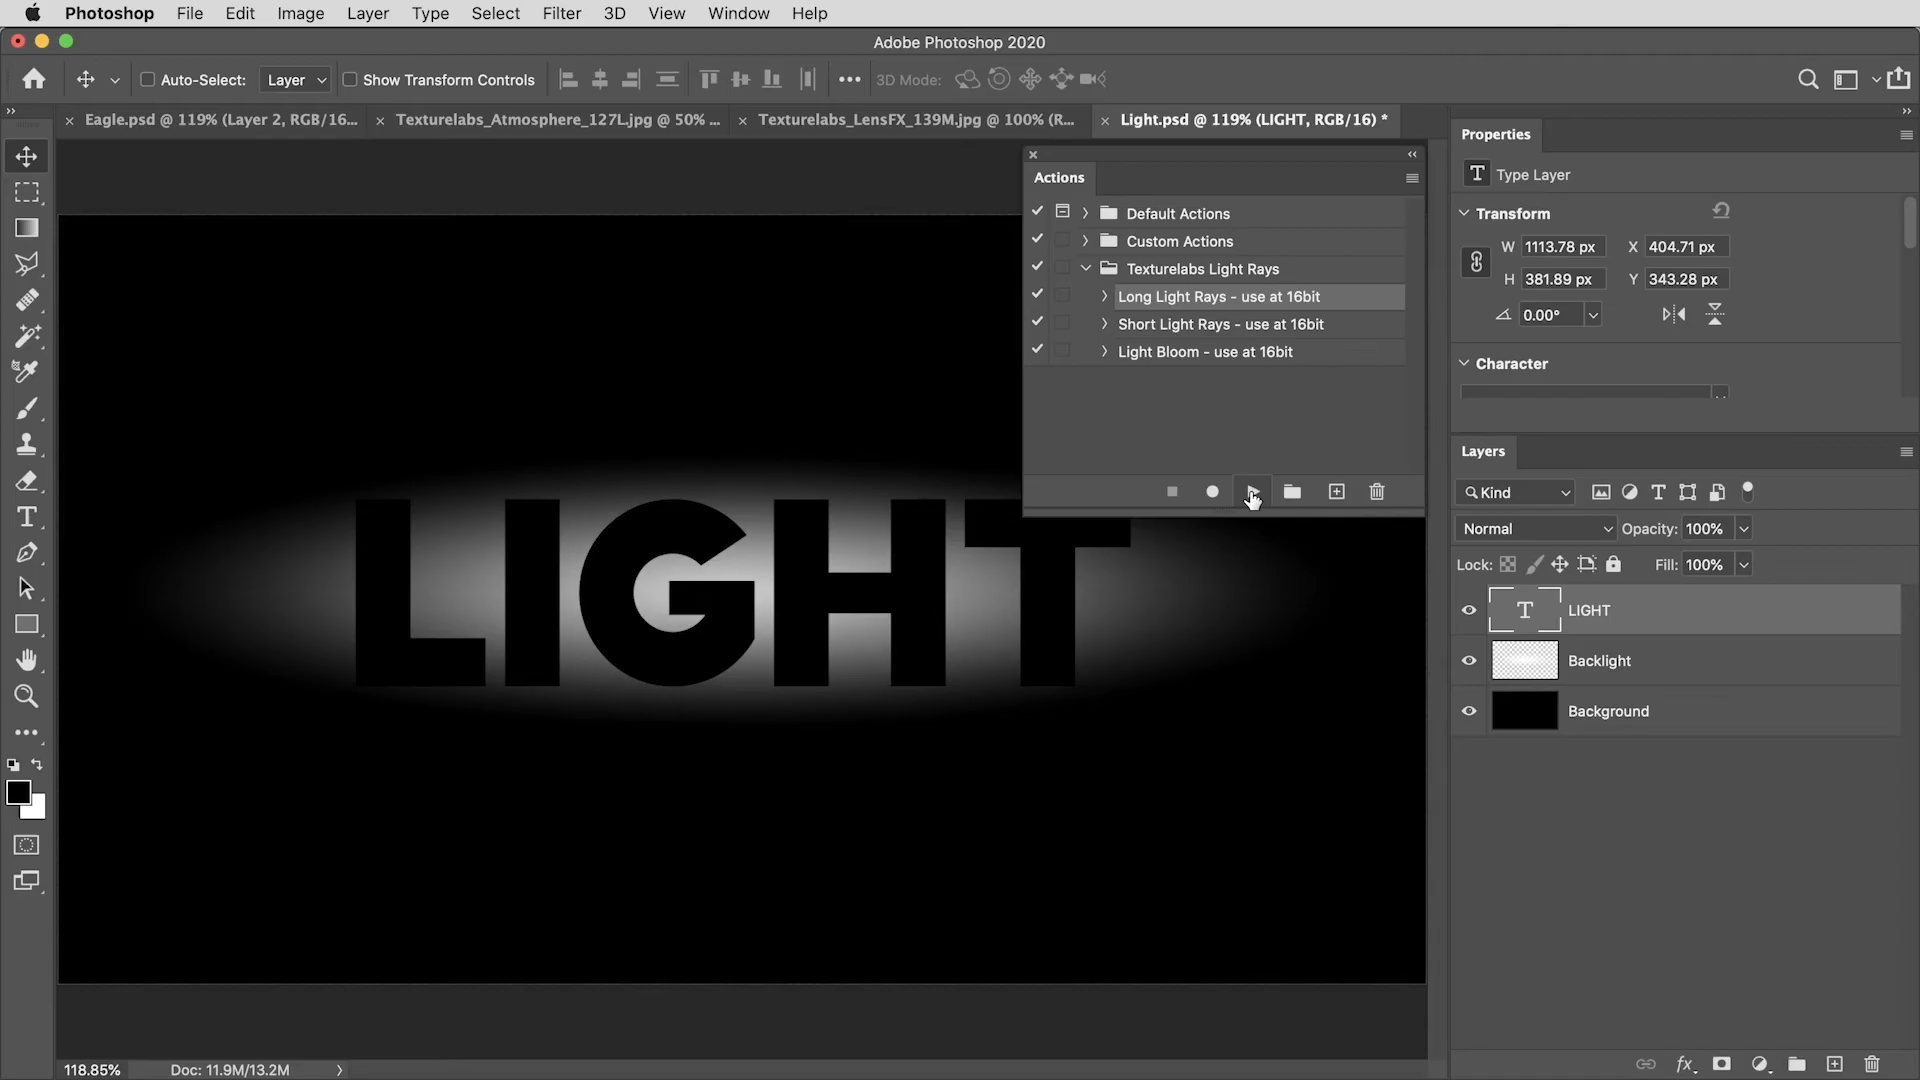 Photoshop File Edit Image Layer Type Select Filter 3D View Window Help
Adobe Photoshop 2020
Auto-Select: Layer Show Transform Controls 3D Mode:
Eagle.psd @ 119% (Layer 2, RGB/16... Texturelabs_Atmosphere_127L.jpg @ 50% ... Texturelabs_LensFX_139M.jpg @ 100% (R... Light.psd @ 119% (LIGHT, RGB/16) *
Properties
Actions
T Type Layer
Default Actions
Transform
Custom Actions
W 1113.78 px X 404.71 px
Texturelabs Light Rays
H 381.89 px Y 343.28 px
Long Light Rays - use at 16bit
0.00°
Short Light Rays - use at 16bit
Light Bloom - use at 16bit
Character
Layers
Kind
Normal Opacity: 100%
Lock: Fill: 100%
LIGHT
T LIGHT
Backlight
Background
118.85% Doc: 11.9M/13.2M
fx